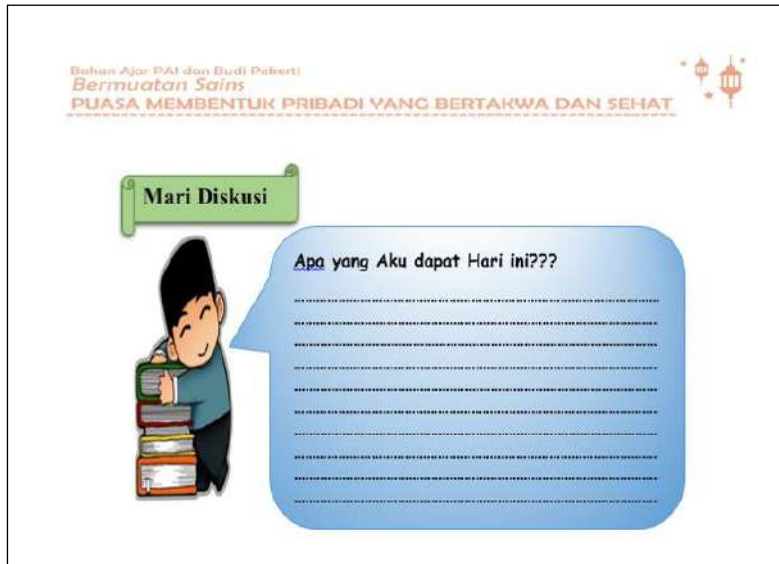 Bahan Ajar PAI dan Budi Pekerti
Bermuatan Sains
PUASA MEMBENTUK PRIBADI YANG BERTAKWA DAN SEHAT
Mari Diskusi
Apa yang Aku dapat Hari ini???